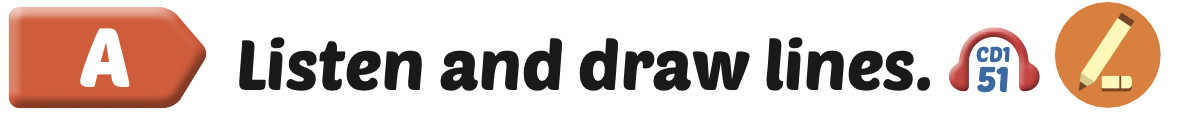 A Listen and draw lines. CD1 51